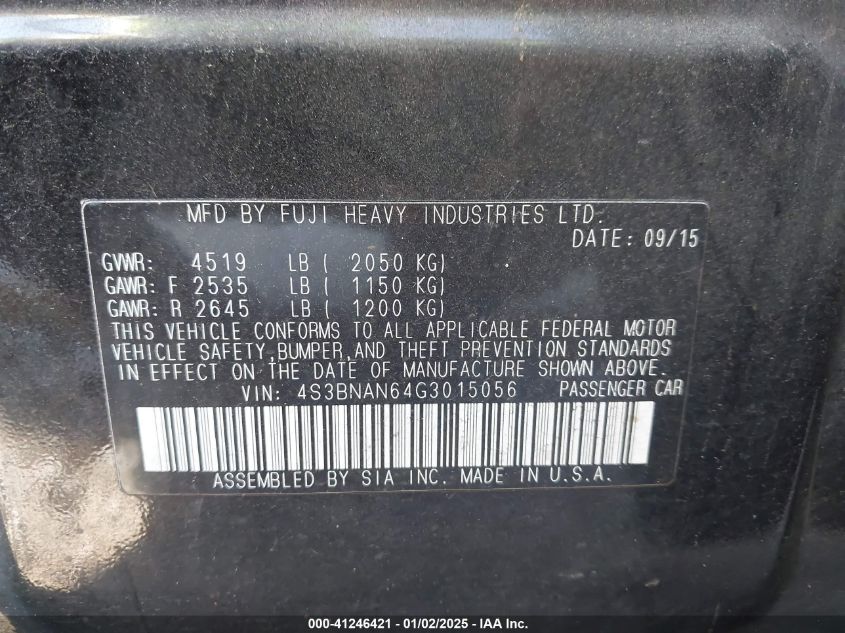 MFD BY FUJI HEAVY INDUSTRIES LTD.
DATE: 09/15
GVWR: 4519 LB ( 2050 KG)
GAWR: F 2535 LB ( 1150 KG)
GAWR: R 2645 LB ( 1200 KG)
THIS VEHICLE CONFORMS TO ALL APPLICABLE FEDERAL MOTOR
VEHICLE SAFETY,BUMPER,AND THEFT PREVENTION STANDARDS
IN EFFECT ON THE DATE OF MANUFACTURE SHOWN ABOVE.
VIN: 4S3BNAN64G3015056 PASSENGER CAR
ASSEMBLED BY SIA INC. MADE IN U.S.A.
000-41246421 - 01/02/2025 - IAA Inc.